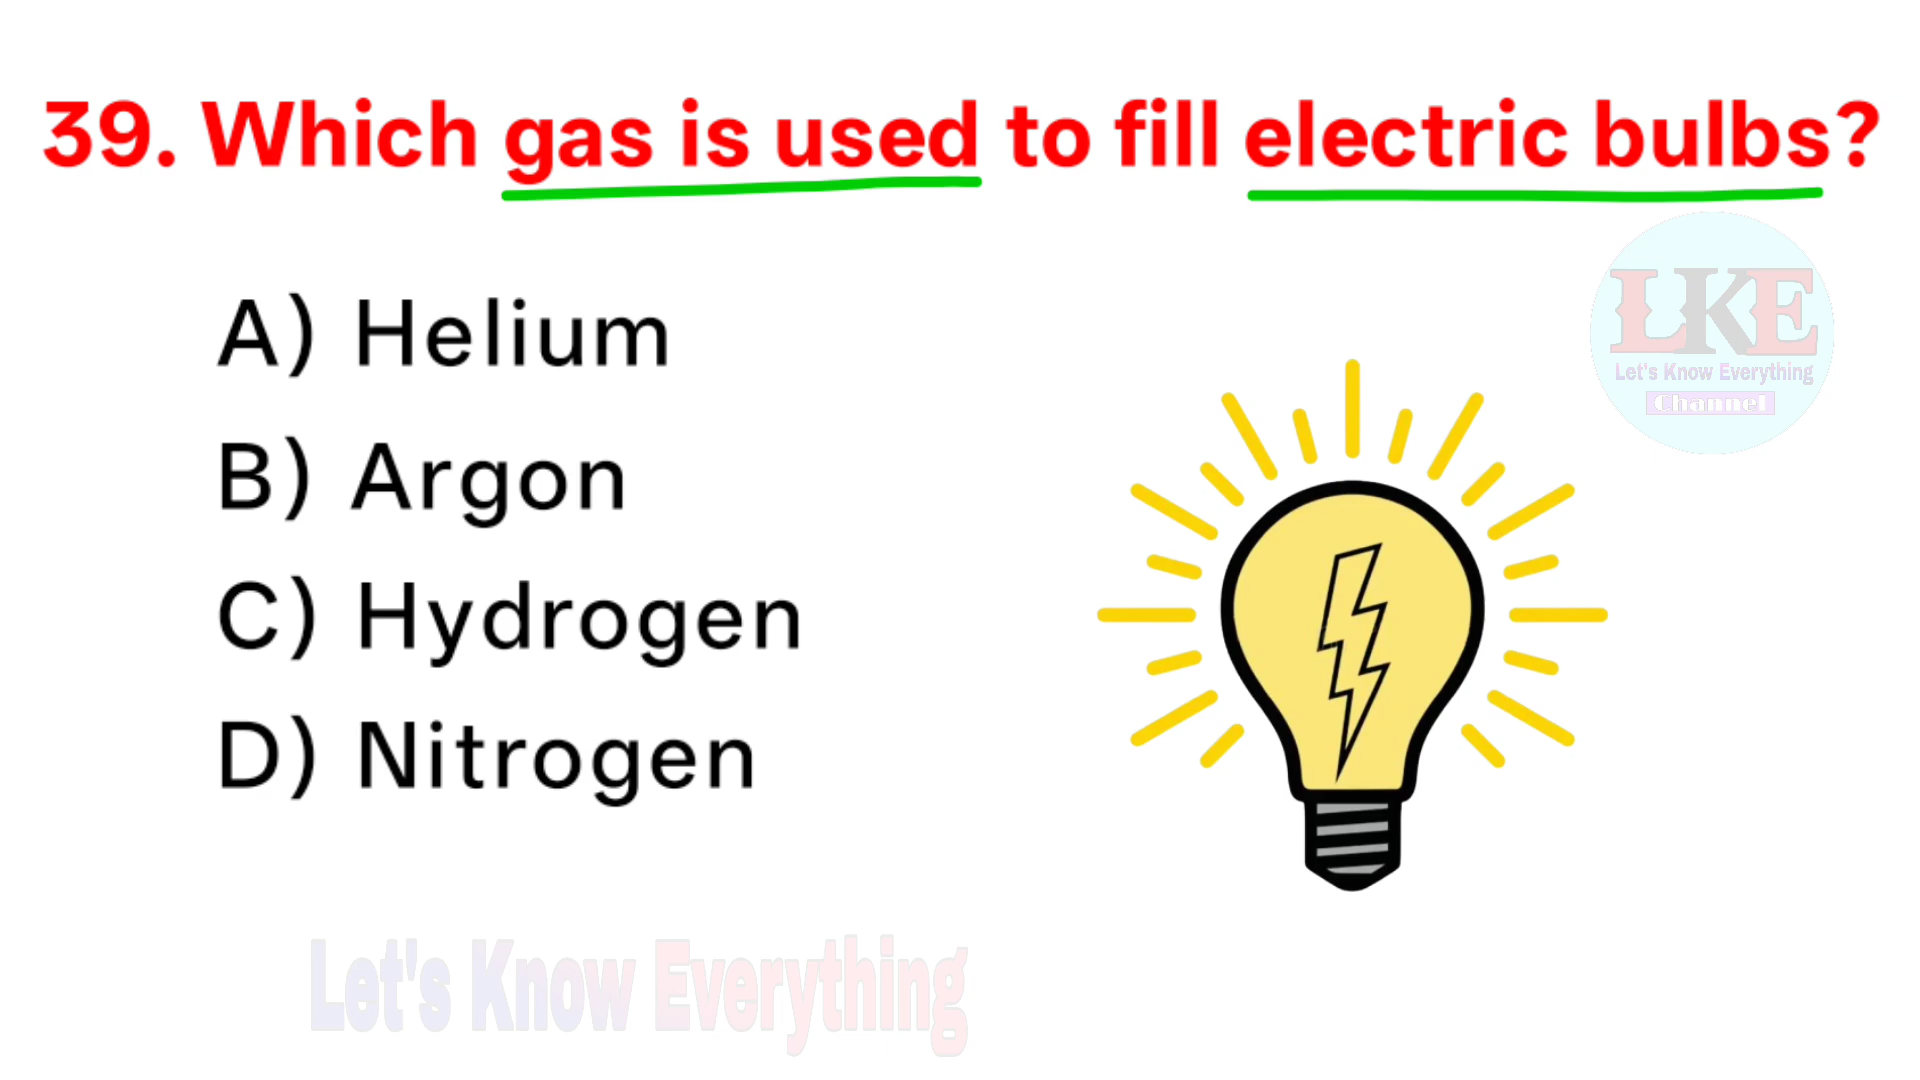 39. Which gas is used to fill electric bulbs?
LKE
Let's Know Everything
Channel
A) Helium
B) Argon
C) Hydrogen
D) Nitrogen
Let's Know Everything